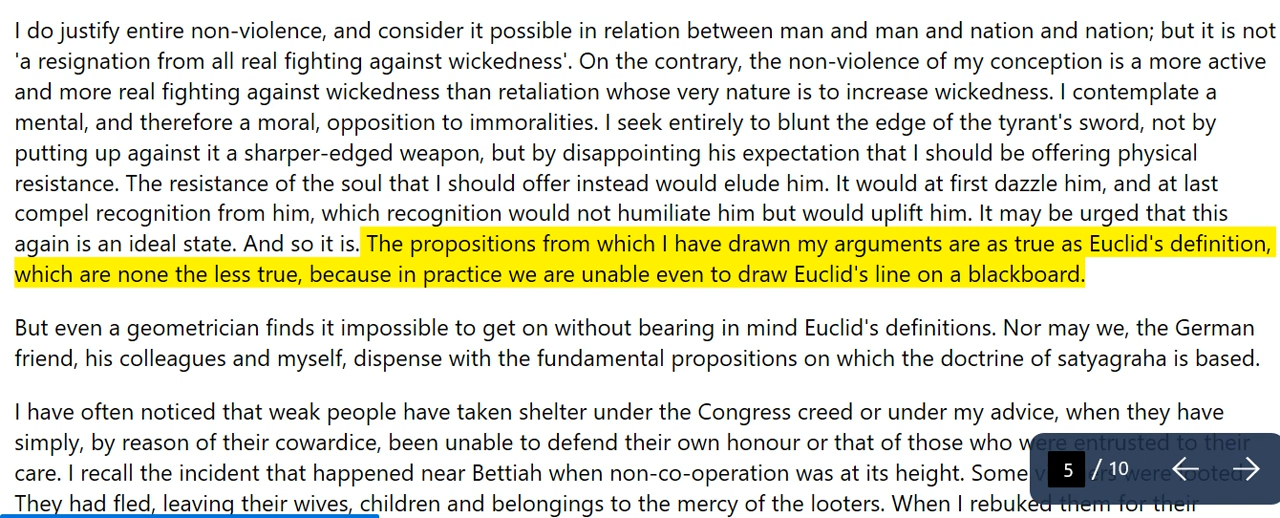 I do justify entire non-violence, and consider it possible in relation between man and man and nation and nation; but it is not
'a resignation from all real fighting against wickedness'. On the contrary, the non-violence of my conception is a more active
and more real fighting against wickedness than retaliation whose very nature is to increase wickedness. I contemplate a
mental, and therefore a moral, opposition to immoralities. I seek entirely to blunt the edge of the tyrant's sword, not by
putting up against it a sharper-edged weapon, but by disappointing his expectation that I should be offering physical
resistance. The resistance of the soul that I should offer instead would elude him. It would at first dazzle him, and at last
compel recognition from him, which recognition would not humiliate him but would uplift him. It may be urged that this
again is an ideal state. And so it is. The propositions from which I have drawn my arguments are as true as Euclid's definition,
which are none the less true, because in practice we are unable even to draw Euclid's line on a blackboard.
But even a geometrician finds it impossible to get on without bearing in mind Euclid's definitions. Nor may we, the German
friend, his colleagues and myself, dispense with the fundamental propositions on which the doctrine of satyagraha is based.
I have often noticed that weak people have taken shelter under the Congress creed or under my advice, when they have
simply, by reason of their cowardice, been unable to defend their own honour or that of those who were entrusted to their
care. I recall the incident that happened near Bettiah when non-co-operation was at its height. Some were looted.
They had fled, leaving their wives, children and belongings to the mercy of the looters. When I rebuked them for their
5 / 10